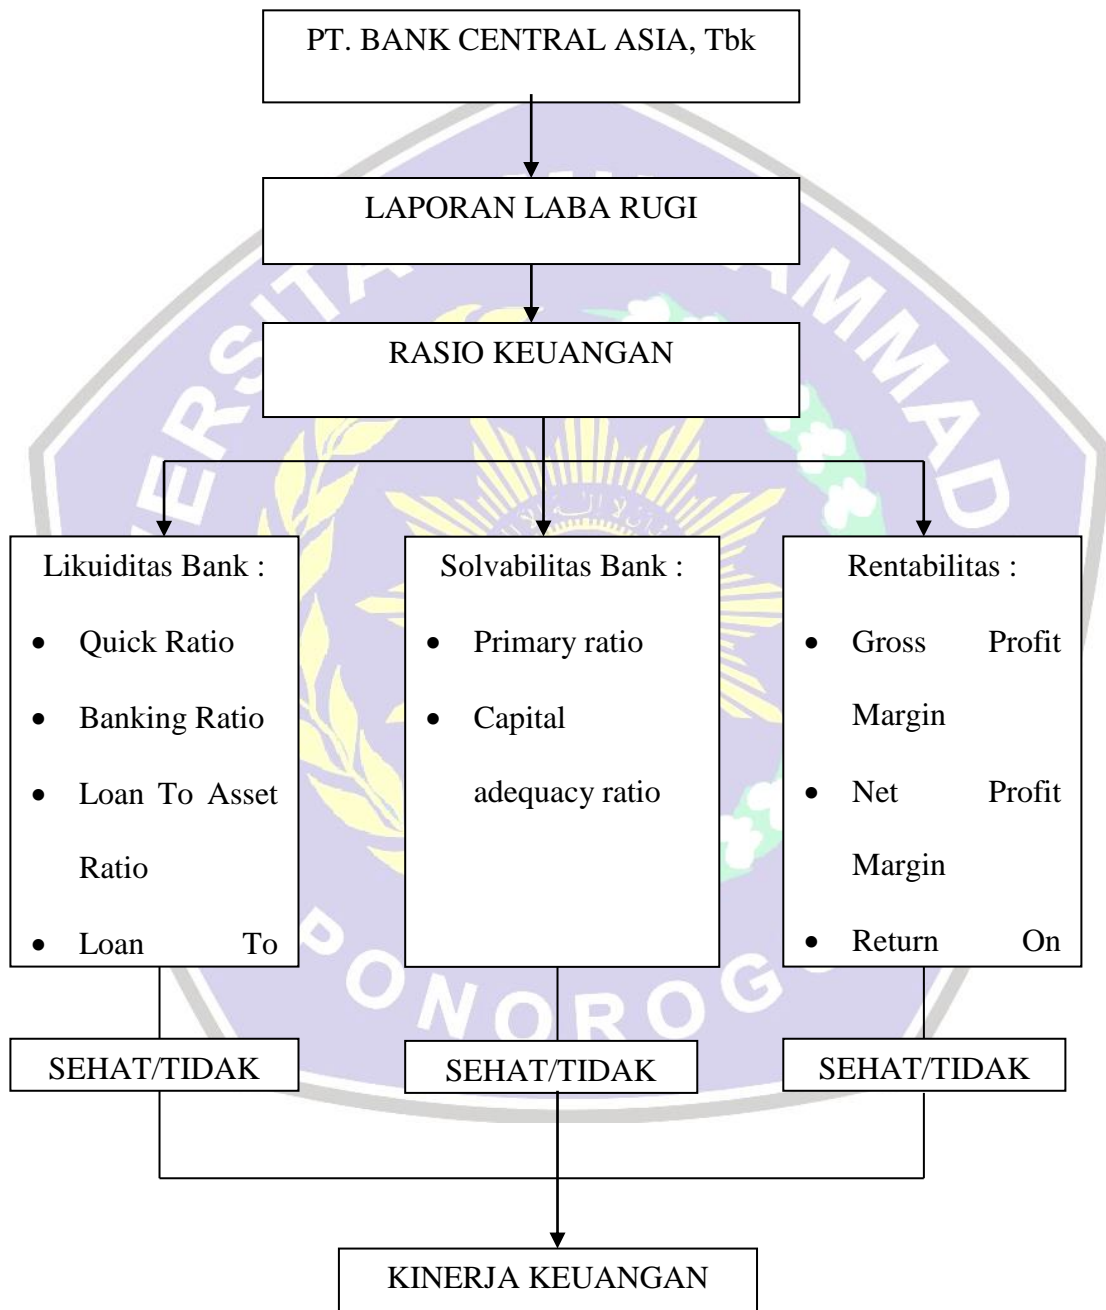 PT. BANK CENTRAL ASIA, Tbk
LAPORAN LABA RUGI
RASIO KEUANGAN
Likuiditas Bank :
• Quick Ratio
• Banking Ratio
• Loan To Asset
Ratio
• Loan To
Solvabilitas Bank :
• Primary ratio
• Capital
adequacy ratio
Rentabilitas :
• Gross Profit
Margin
• Net Profit
Margin
• Return On
SEHAT/TIDAK
SEHAT/TIDAK
SEHAT/TIDAK
KINERJA KEUANGAN
PONOROGO